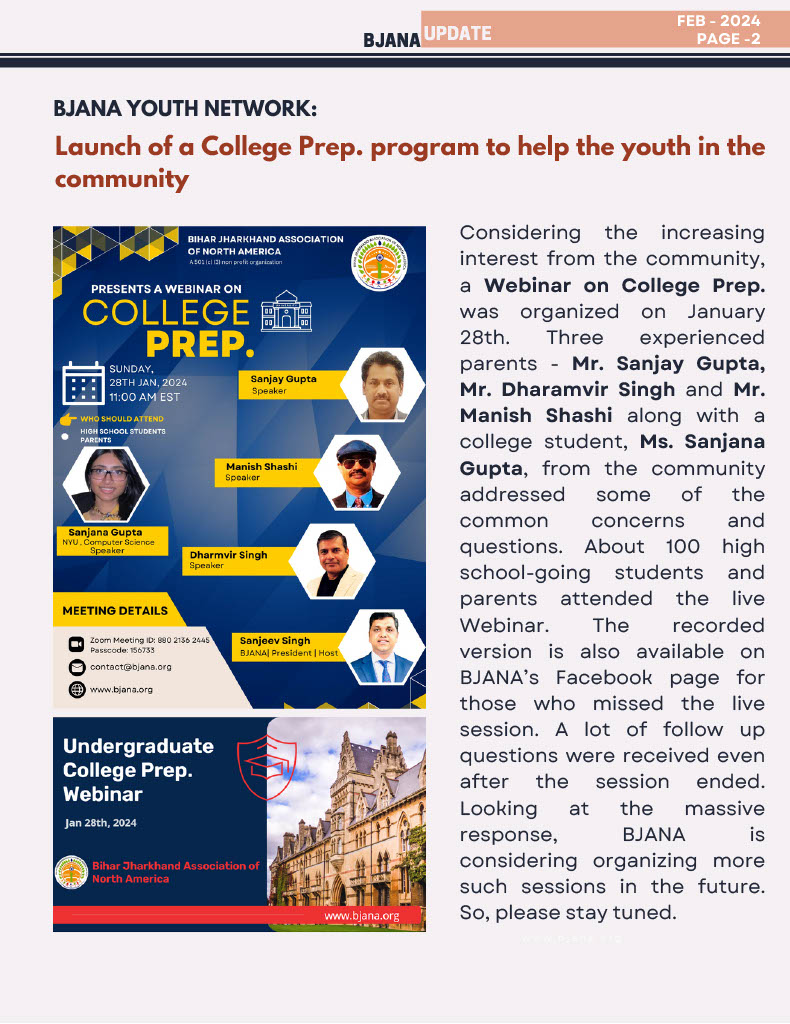 FEB - 2024
BJANA UPDATE
PAGE -2
BJANA YOUTH NETWORK:
Launch of a College Prep. program to help the youth in the
community
BIHAR JHARKHAND ASSOCIATION
OF NORTH AMERICA
A 501 (c) (3) non profit organization
PRESENTS A WEBINAR ON
COLLEGE
PREP.
SUNDAY,
28TH JAN, 2024
11:00 AM EST
WHO SHOULD ATTEND
HIGH SCHOOL STUDENTS
PARENTS
Sanjay Gupta
Speaker
Manish Shashi
Speaker
Sanjana Gupta
NYU , Computer Science
Speaker
Dharmvir Singh
Speaker
MEETING DETAILS
Zoom Meeting ID: 880 2136 2445
Passcode: 156733
contact@bjana.org
www.bjana.org
Sanjeev Singh
BJANA| President | Host
Undergraduate
College Prep.
Webinar
Jan 28th, 2024
Bihar Jharkhand Association of
North America
www.bjana.org
Considering the increasing
interest from the community,
a Webinar on College Prep.
was organized on January
28th. Three experienced
parents - Mr. Sanjay Gupta,
Mr. Dharamvir Singh and Mr.
Manish Shashi along with a
college student, Ms. Sanjana
Gupta, from the community
addressed some of the
common concerns and
questions. About 100 high
school-going students and
parents attended the live
Webinar. The recorded
version is also available on
BJANA’s Facebook page for
those who missed the live
session. A lot of follow up
questions were received even
after the session ended.
Looking at the massive
response, BJANA is
considering organizing more
such sessions in the future.
So, please stay tuned.
www.bjana.org